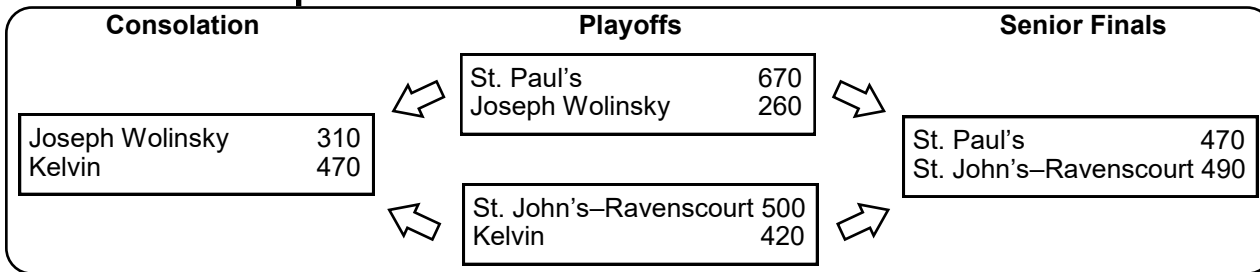 Consolation Playoffs Senior Finals
St. Paul's 670
Joseph Wolinsky 260
Joseph Wolinsky 310
Kelvin 470
St. Paul's 470
St. John's–Ravenscourt 490
St. John's–Ravenscourt 500
Kelvin 420